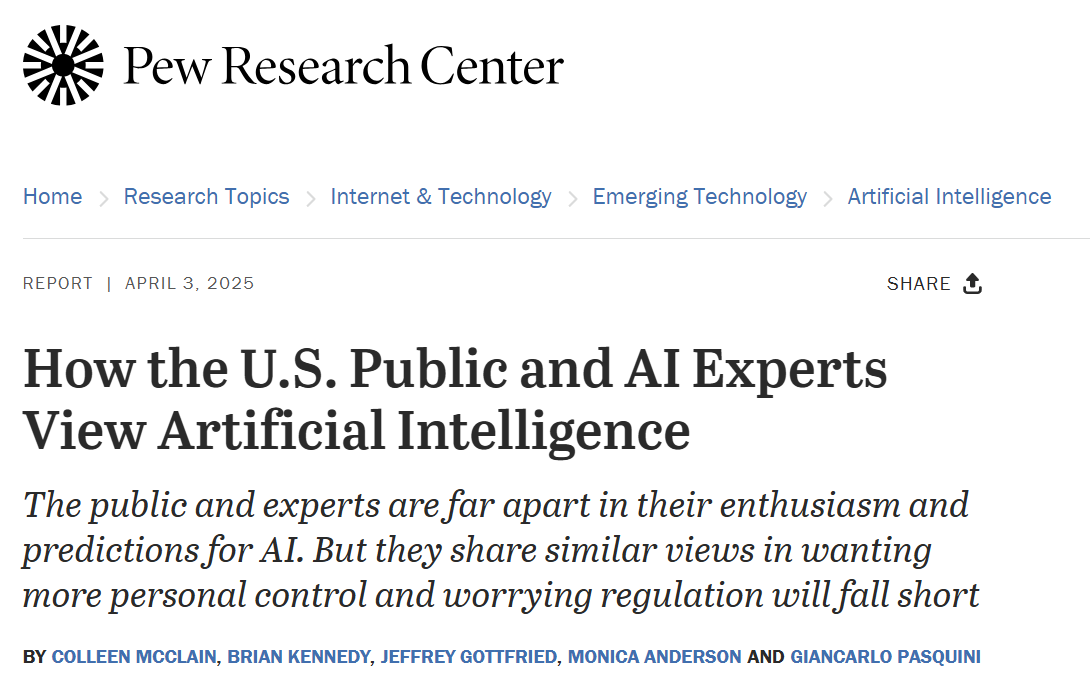 Pew Research Center
Home > Research Topics > Internet & Technology > Emerging Technology > Artificial Intelligence
REPORT | APRIL 3, 2025
SHARE
How the U.S. Public and AI Experts
View Artificial Intelligence
The public and experts are far apart in their enthusiasm and
predictions for AI. But they share similar views in wanting
more personal control and worrying regulation will fall short
BY COLLEEN MCCLAIN, BRIAN KENNEDY, JEFFREY GOTTFRIED, MONICA ANDERSON AND GIANCARLO PASQUINI